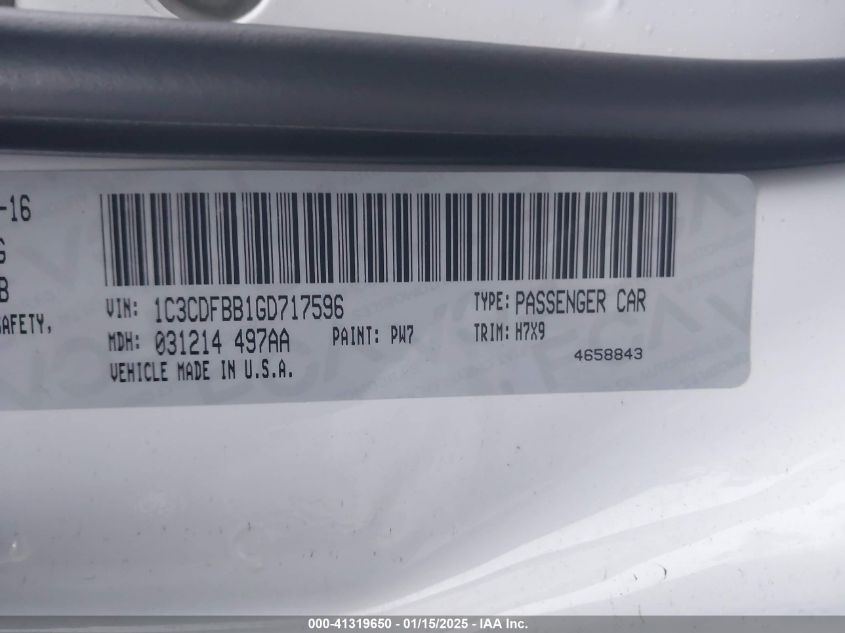 -16
G
B
SAFETY,
VIN: 1C3CDFBB1GD717596 TYPE: PASSENGER CAR
MDH: 031214 497AA PAINT: PW7 TRIM: H7X9
VEHICLE MADE IN U.S.A. 4658843
000-41319650 - 01/15/2025 - IAA Inc.